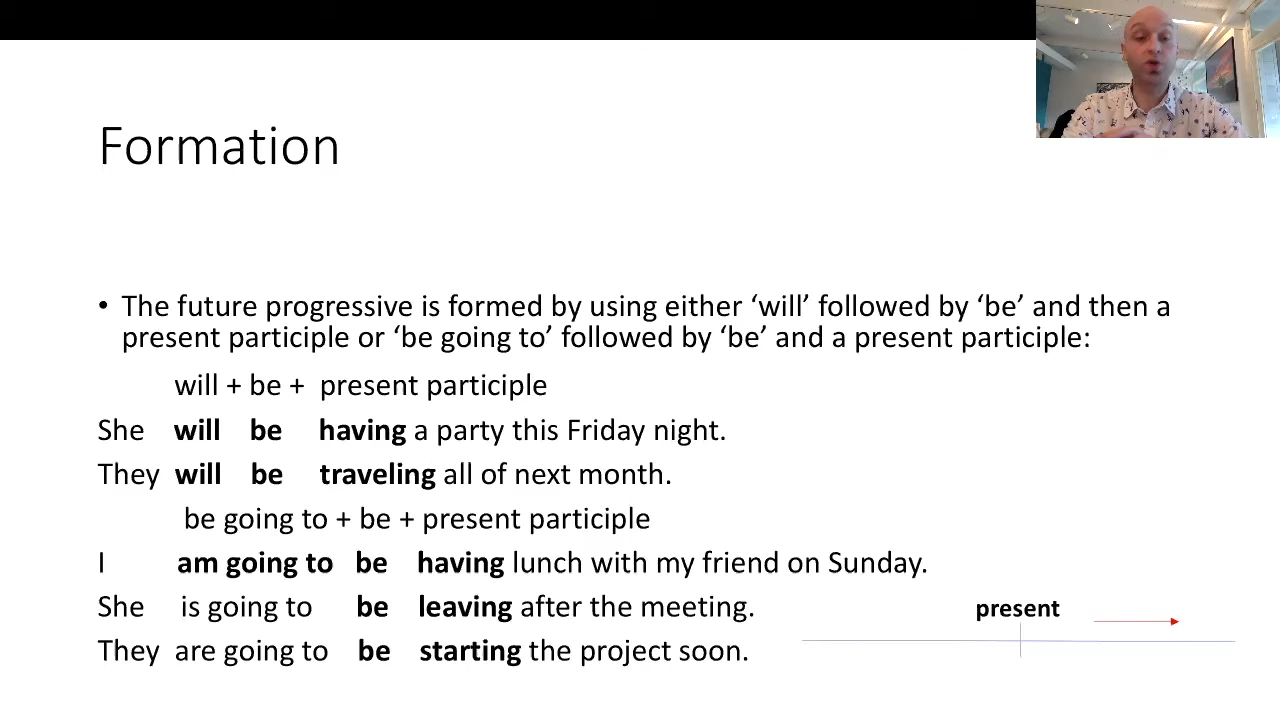 Formation
• The future progressive is formed by using either ‘will’ followed by ‘be’ and then a
present participle or ‘be going to’ followed by ‘be’ and a present participle:
will + be + present participle
She will be having a party this Friday night.
They will be traveling all of next month.
be going to + be + present participle
I am going to be having lunch with my friend on Sunday.
She is going to be leaving after the meeting.
They are going to be starting the project soon.
present